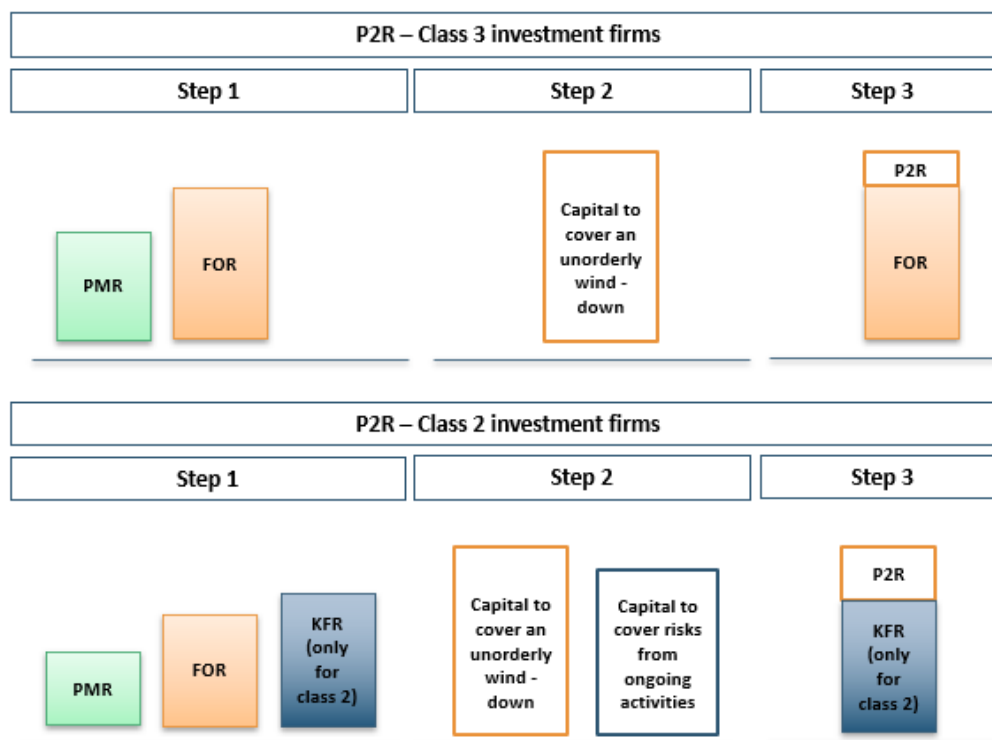 P2R – Class 3 investment firms
Step 1
Step 2
Step 3
PMR
FOR
Capital to
cover an
unorderly
wind -
down
P2R
FOR
P2R – Class 2 investment firms
Step 1
Step 2
Step 3
PMR
FOR
KFR
(only
for
class 2)
Capital to
cover an
unorderly
wind -
down
Capital to
cover risks
from
ongoing
activities
P2R
KFR
(only
for
class 2)